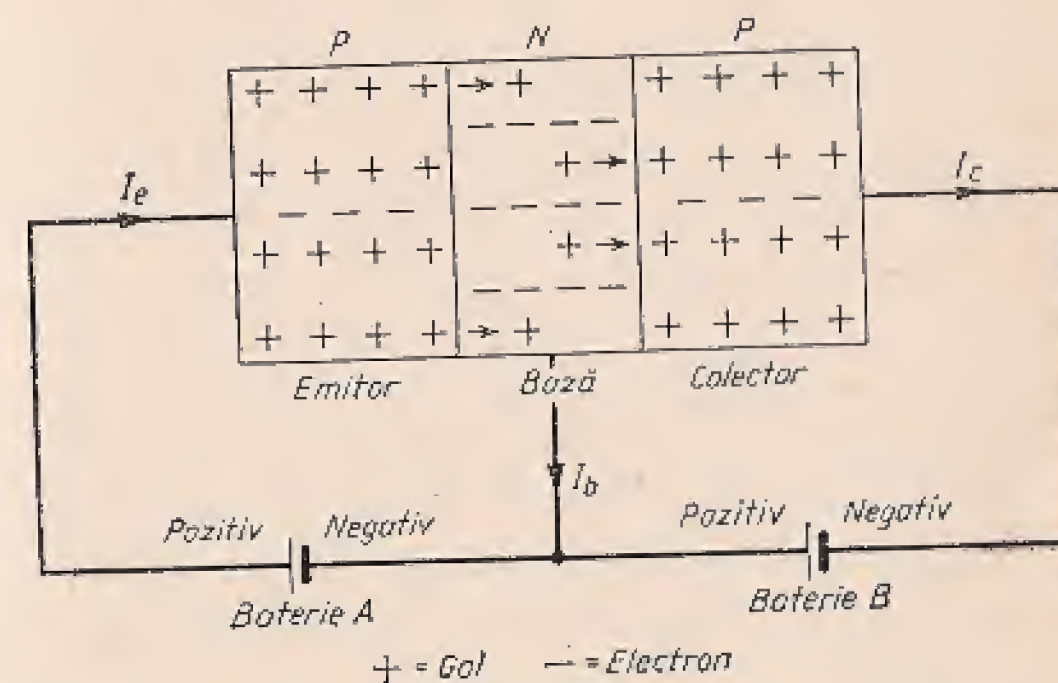 P N P
Ie Ic
Emitor Bază Colector
Ib
Pozitiv Negativ Pozitiv Negativ
Baterie A Baterie B
+ = Gol − = Electron